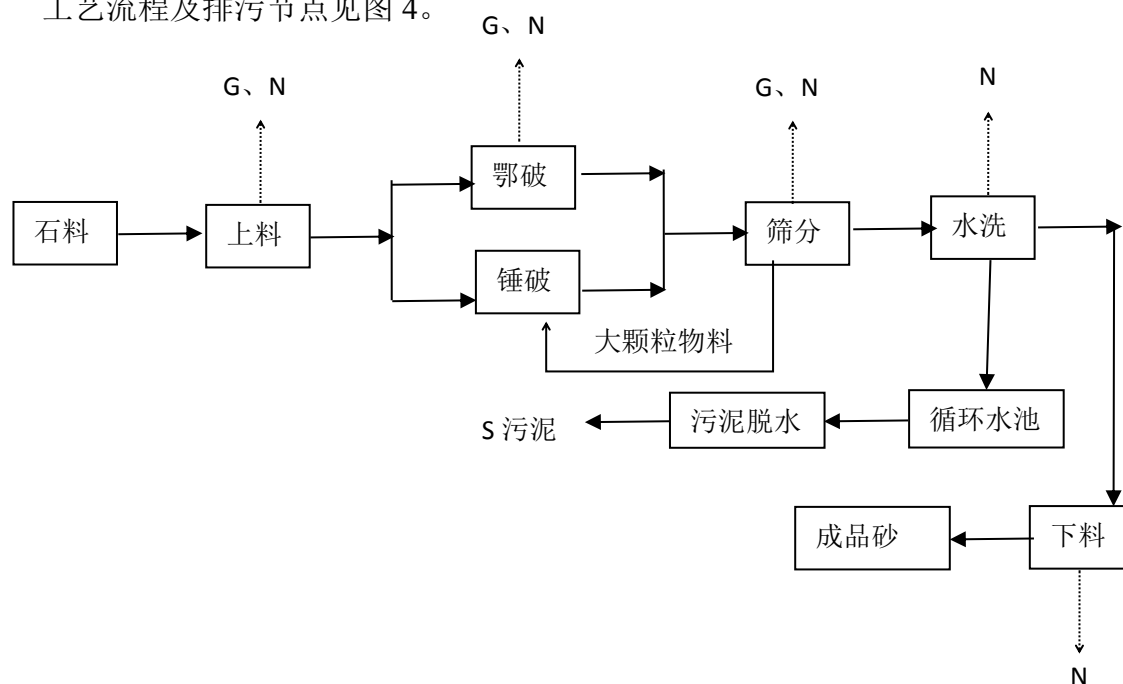 工艺流程及排污节点见图 4。
G、N
G、N
G、N
N
鄂破
石料
上料
筛分
水洗
锤破
大颗粒物料
S 污泥
污泥脱水
循环水池
成品砂
下料
N